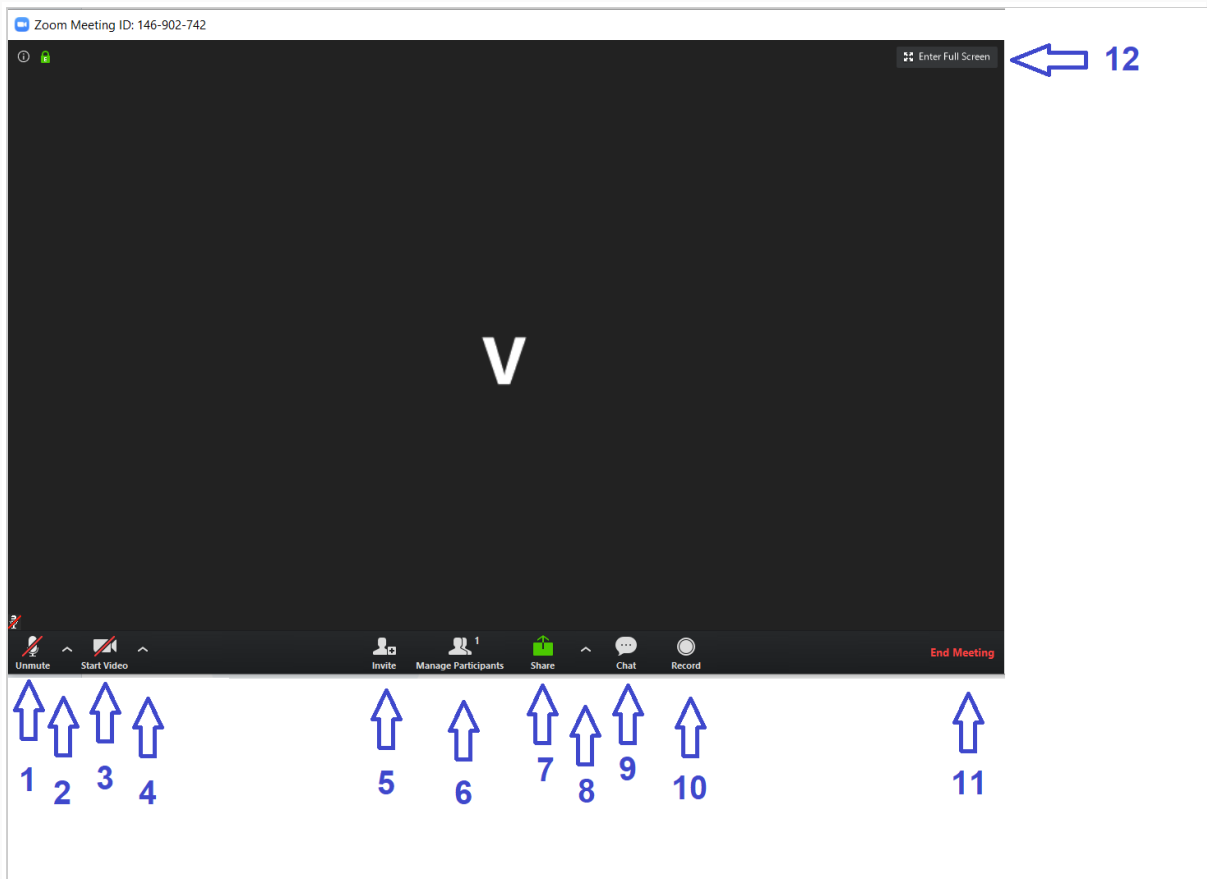 Zoom Meeting ID: 146-902-742
Enter Full Screen
12
V
1
Unmute Start Video Invite Manage Participants Share Chat Record End Meeting
1 2 3 4 5 6 7 8 9 10 11